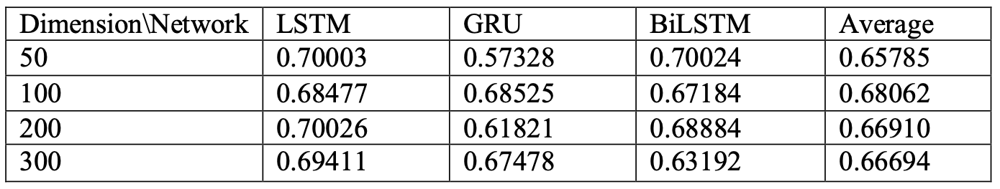 Dimension\Network LSTM GRU BiLSTM Average
50 0.70003 0.57328 0.70024 0.65785
100 0.68477 0.68525 0.67184 0.68062
200 0.70026 0.61821 0.68884 0.66910
300 0.69411 0.67478 0.63192 0.66694